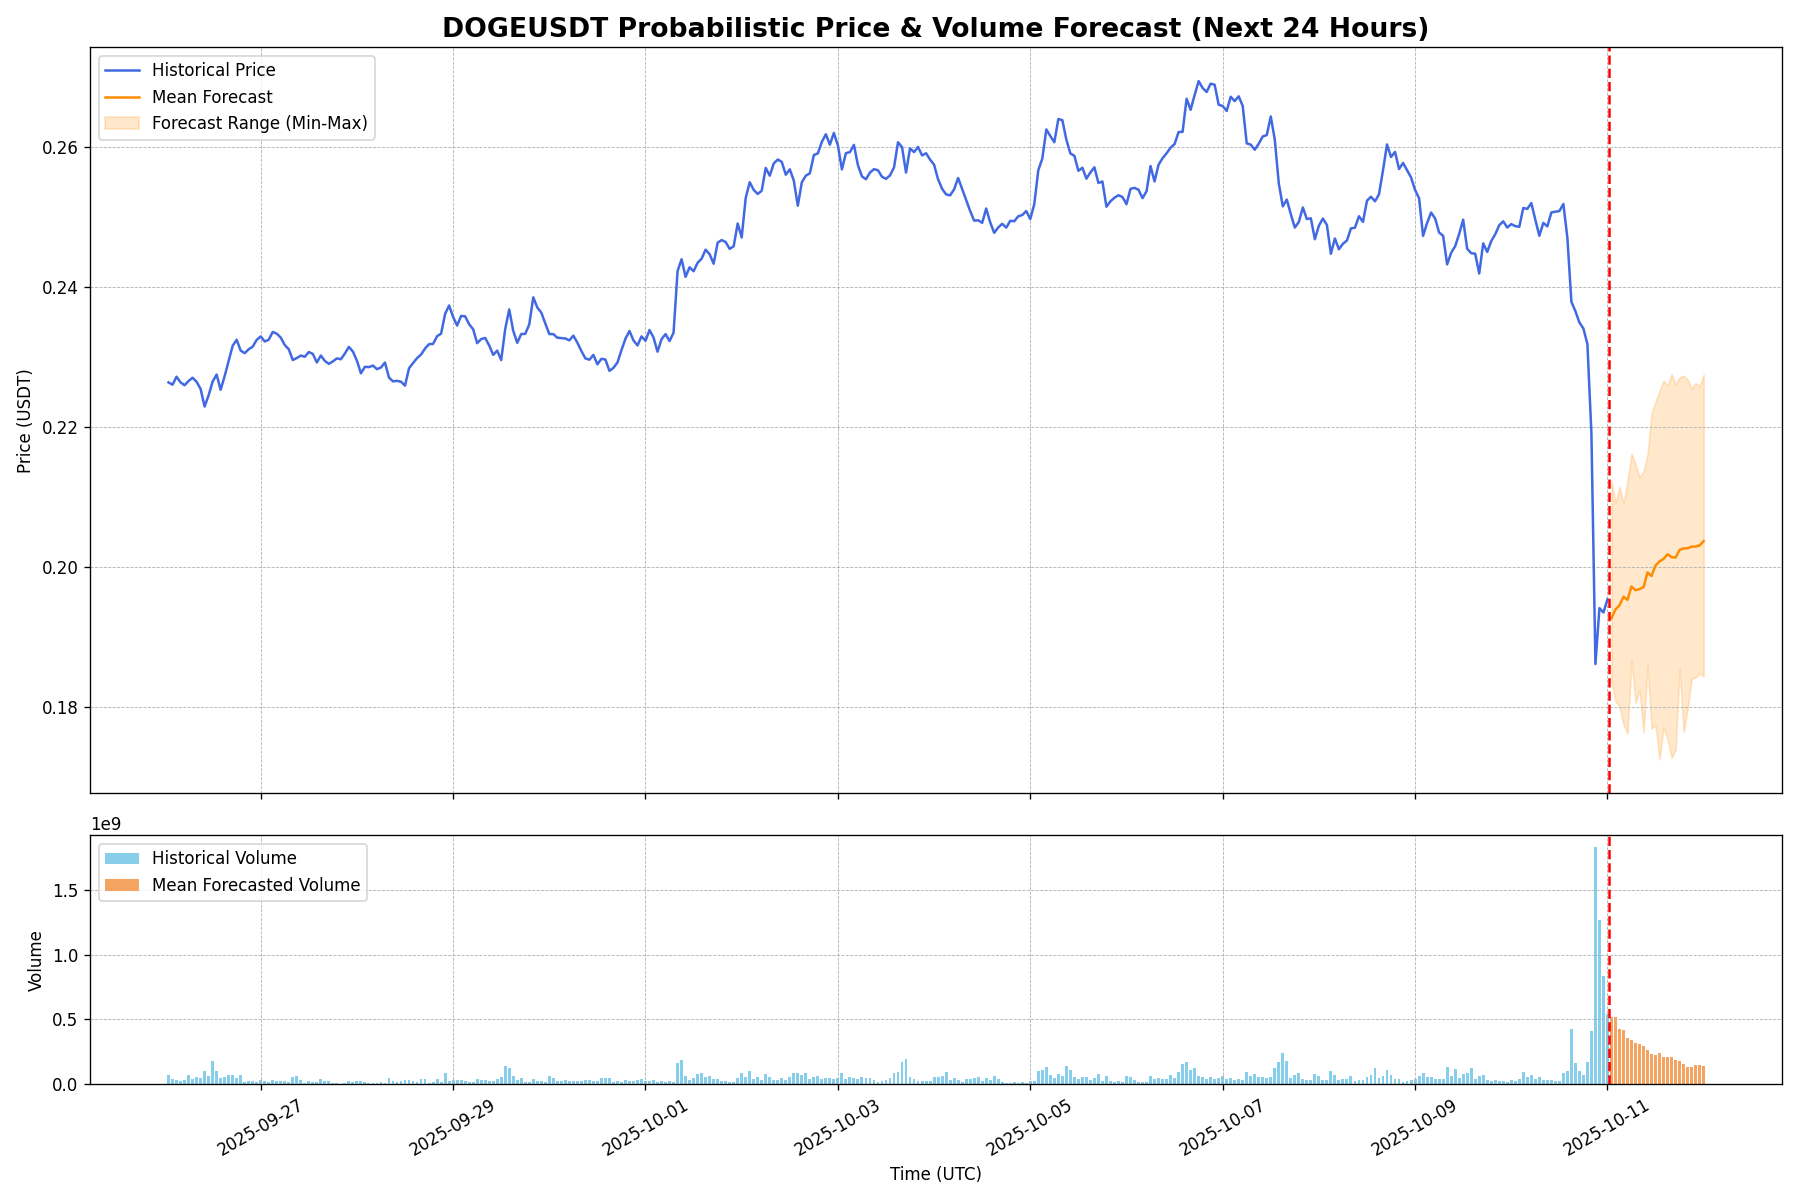 DOGEUSDT Probabilistic Price & Volume Forecast (Next 24 Hours)
Historical Price
Mean Forecast
Forecast Range (Min-Max)
0.26
0.24
0.22
0.20
0.18
Price (USDT)
1e9
Historical Volume
Mean Forecasted Volume
1.5
1.0
0.5
0.0
Volume
2025-09-27
2025-09-29
2025-10-01
2025-10-03
2025-10-05
2025-10-07
2025-10-09
2025-10-11
Time (UTC)